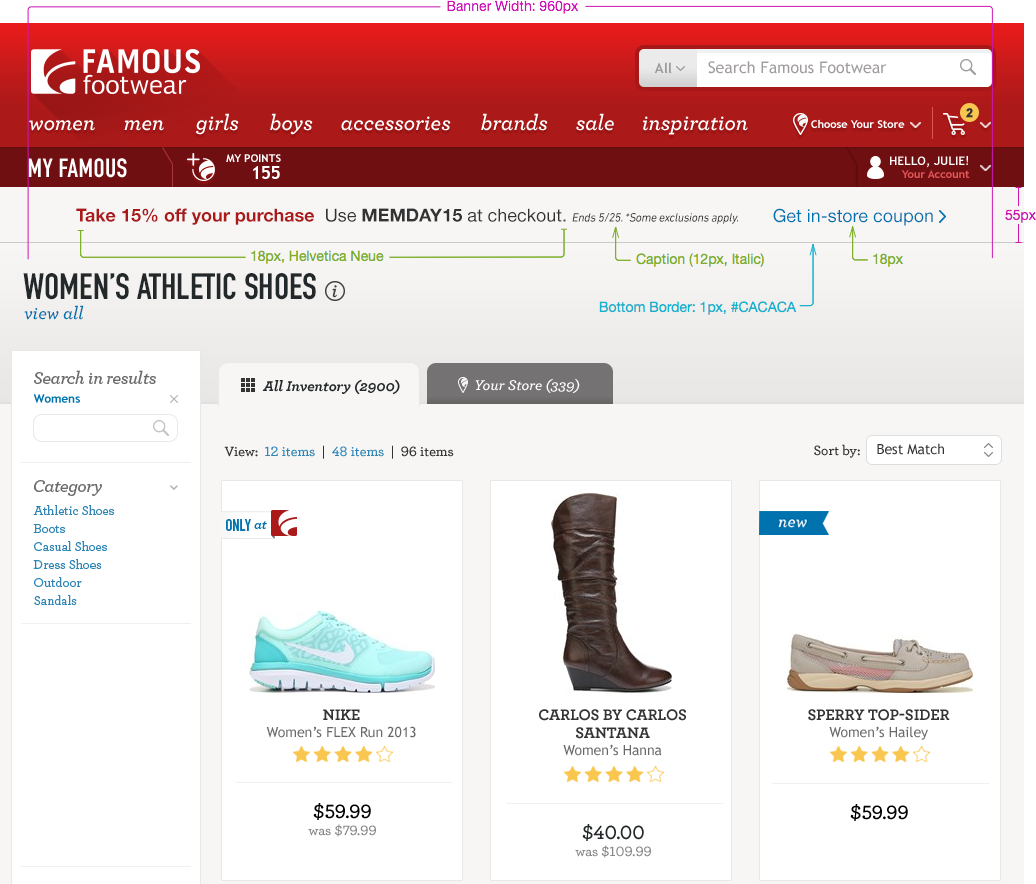 Banner Width: 960px
FAMOUS
footwear
All
Search Famous Footwear
women men girls boys accessories brands sale inspiration
Choose Your Store
2
MY FAMOUS
MY POINTS
155
HELLO, JULIE!
Your Account
Take 15% off your purchase Use MEMDAY15 at checkout. Ends 5/25. *Some exclusions apply.
Get in-store coupon
55px
18px, Helvetica Neue
Caption (12px, Italic)
18px
WOMEN'S ATHLETIC SHOES i
view all
Bottom Border: 1px, #CACACA
Search in results
Womens
All Inventory (2900)
Your Store (339)
View: 12 items | 48 items | 96 items
Sort by: Best Match
Category
Athletic Shoes
Boots
Casual Shoes
Dress Shoes
Outdoor
Sandals
ONLY at
NIKE
Women's FLEX Run 2013
$59.99
was $79.99
CARLOS BY CARLOS
SANTANA
Women's Hanna
$40.00
was $109.99
new
SPERRY TOP-SIDER
Women's Hailey
$59.99